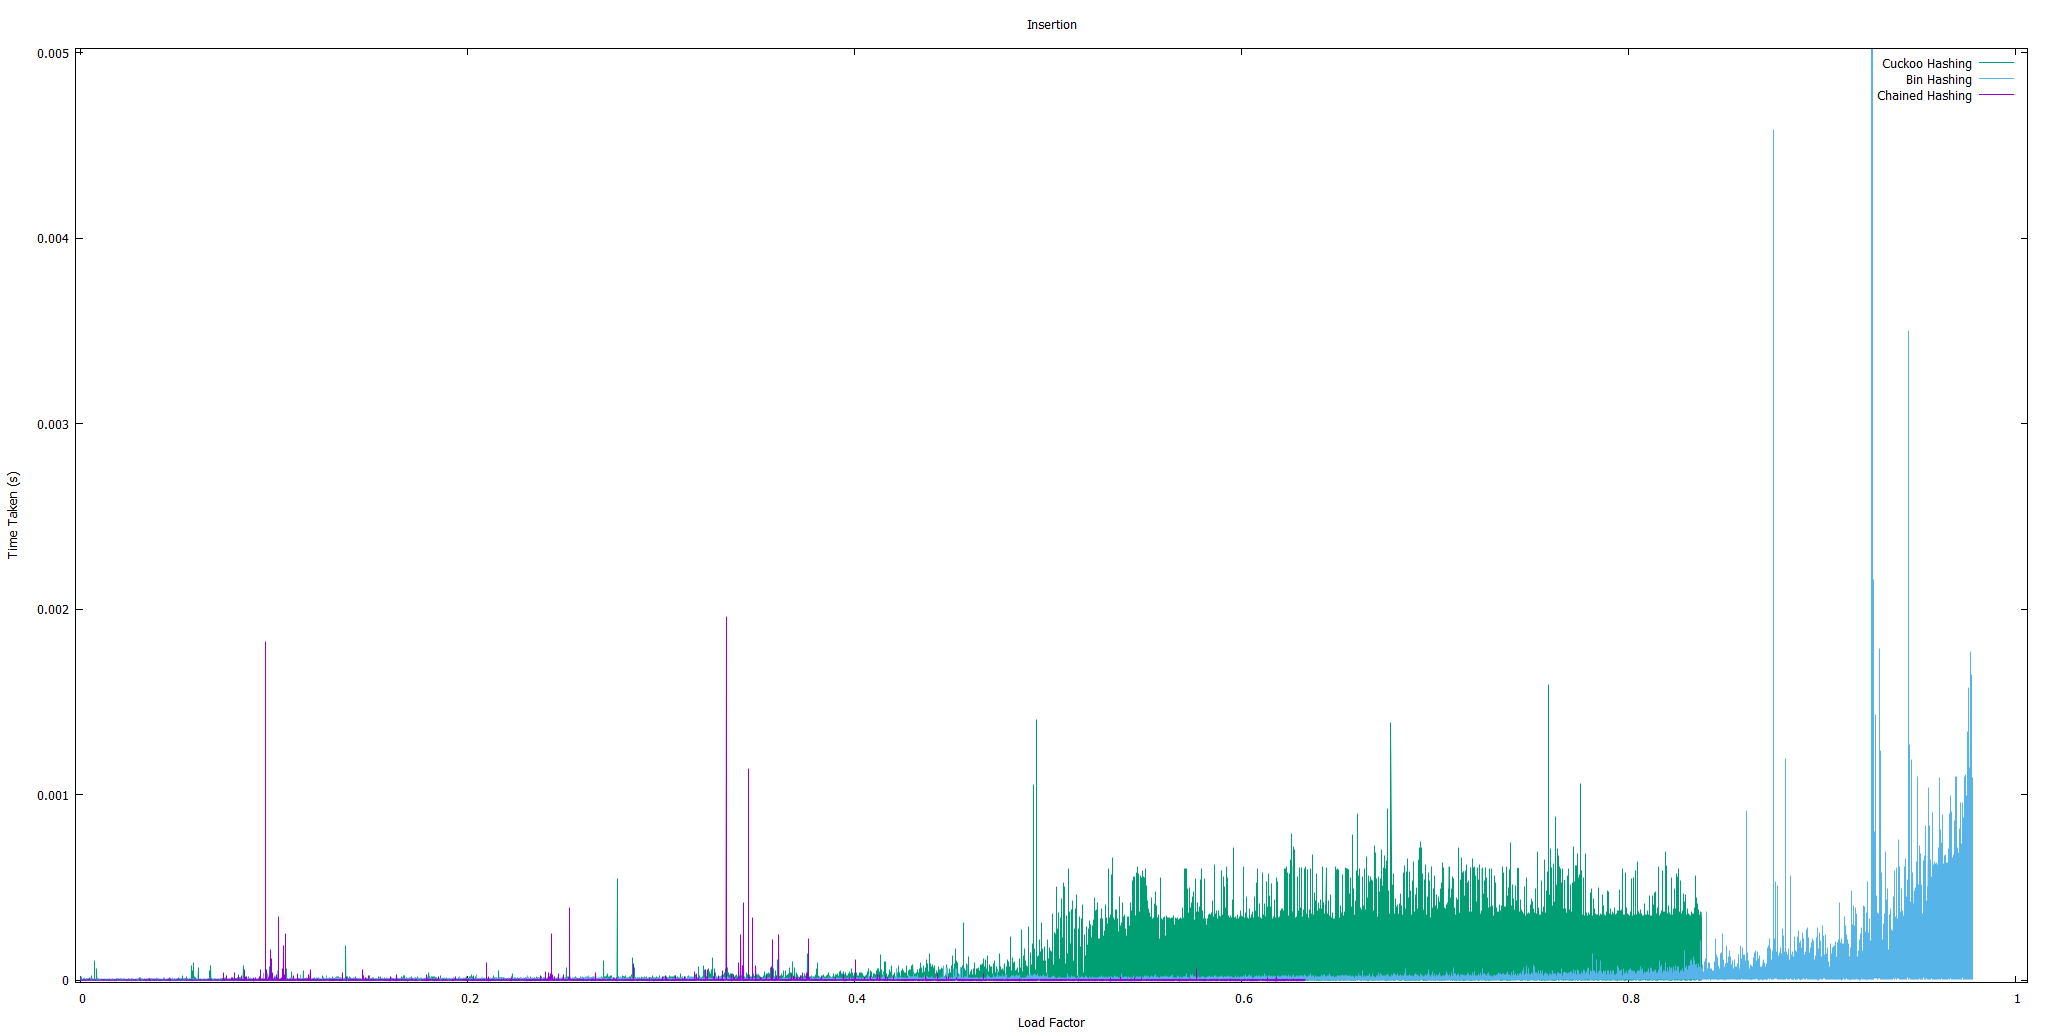 Insertion
0.005
0.004
0.003
0.002
0.001
0
Time Taken (s)
Cuckoo Hashing
Bin Hashing
Chained Hashing
0 0.2 0.4 0.6 0.8 1
Load Factor